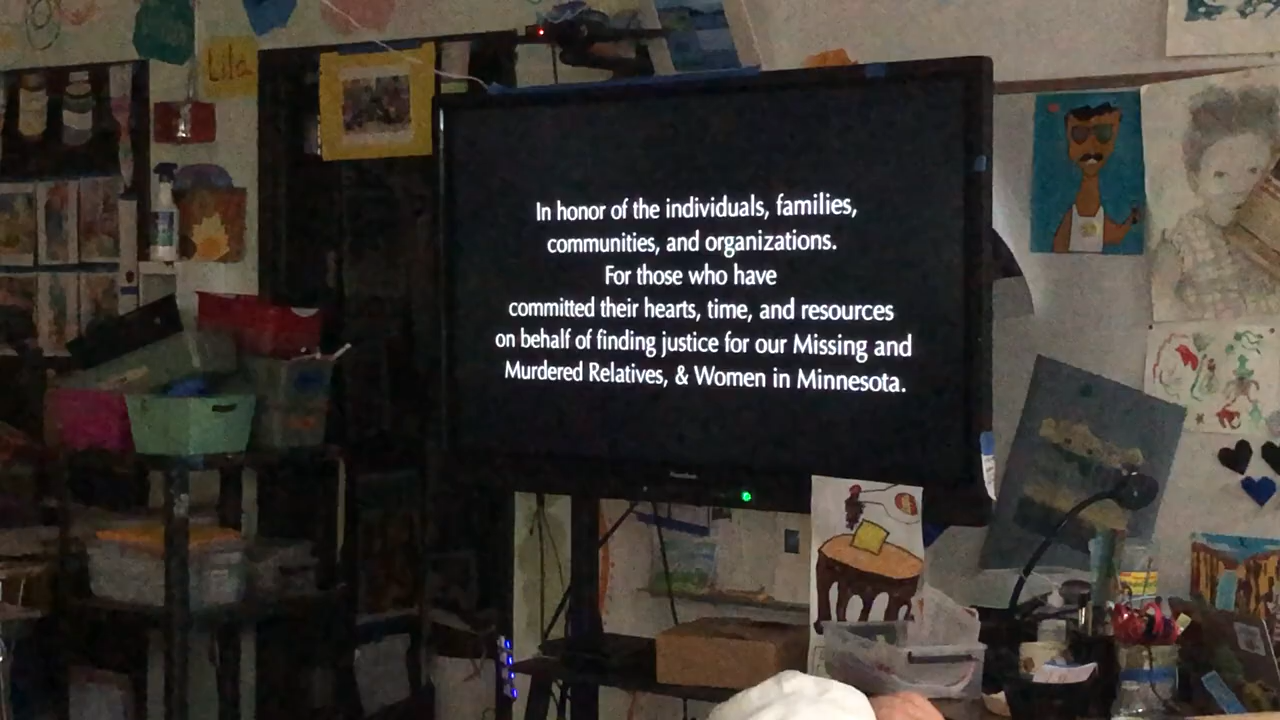 Lila
In honor of the individuals, families,
communities, and organizations.
For those who have
committed their hearts, time, and resources
on behalf of finding justice for our Missing and
Murdered Relatives, & Women in Minnesota.